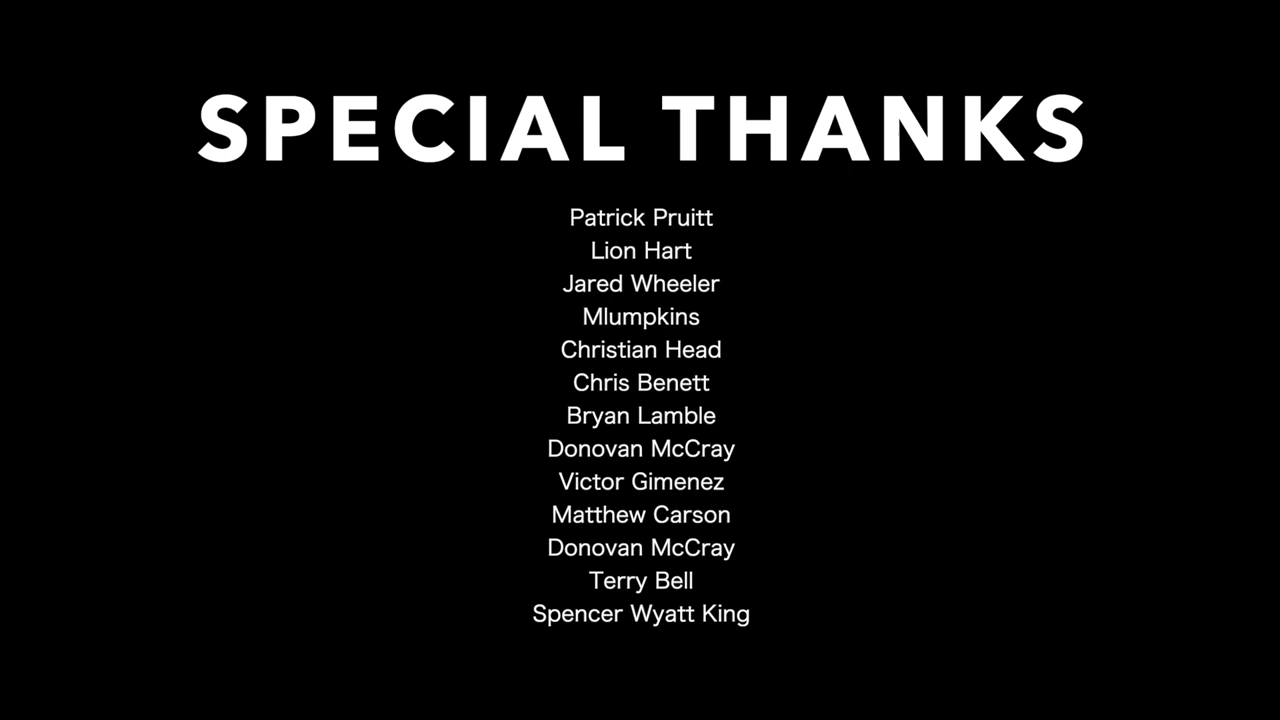 SPECIAL THANKS
Patrick Pruitt
Lion Hart
Jared Wheeler
Mlumpkins
Christian Head
Chris Benett
Bryan Lamble
Donovan McCray
Victor Gimenez
Matthew Carson
Donovan McCray
Terry Bell
Spencer Wyatt King